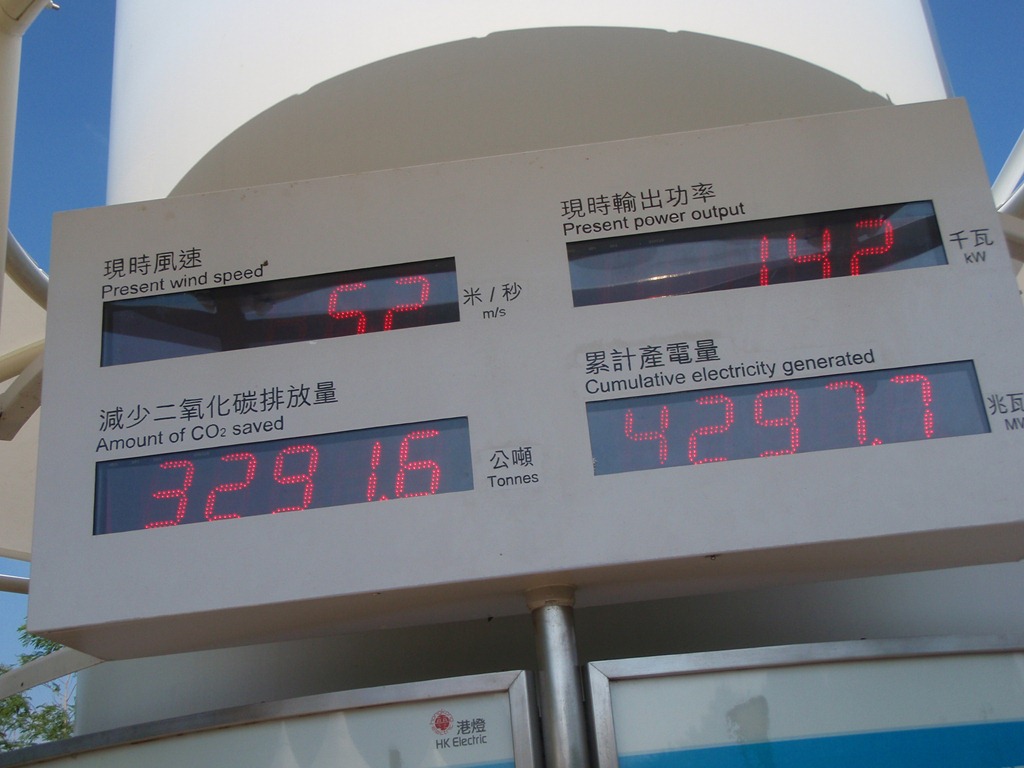 現時風速
Present wind speed
52
米 / 秒
m/s
現時輸出功率
Present power output
142
千瓦
kW
減少二氧化碳排放量
Amount of CO₂ saved
3291.6
公噸
Tonnes
累計產電量
Cumulative electricity generated
4297.7
兆瓦
港燈
HK Electric